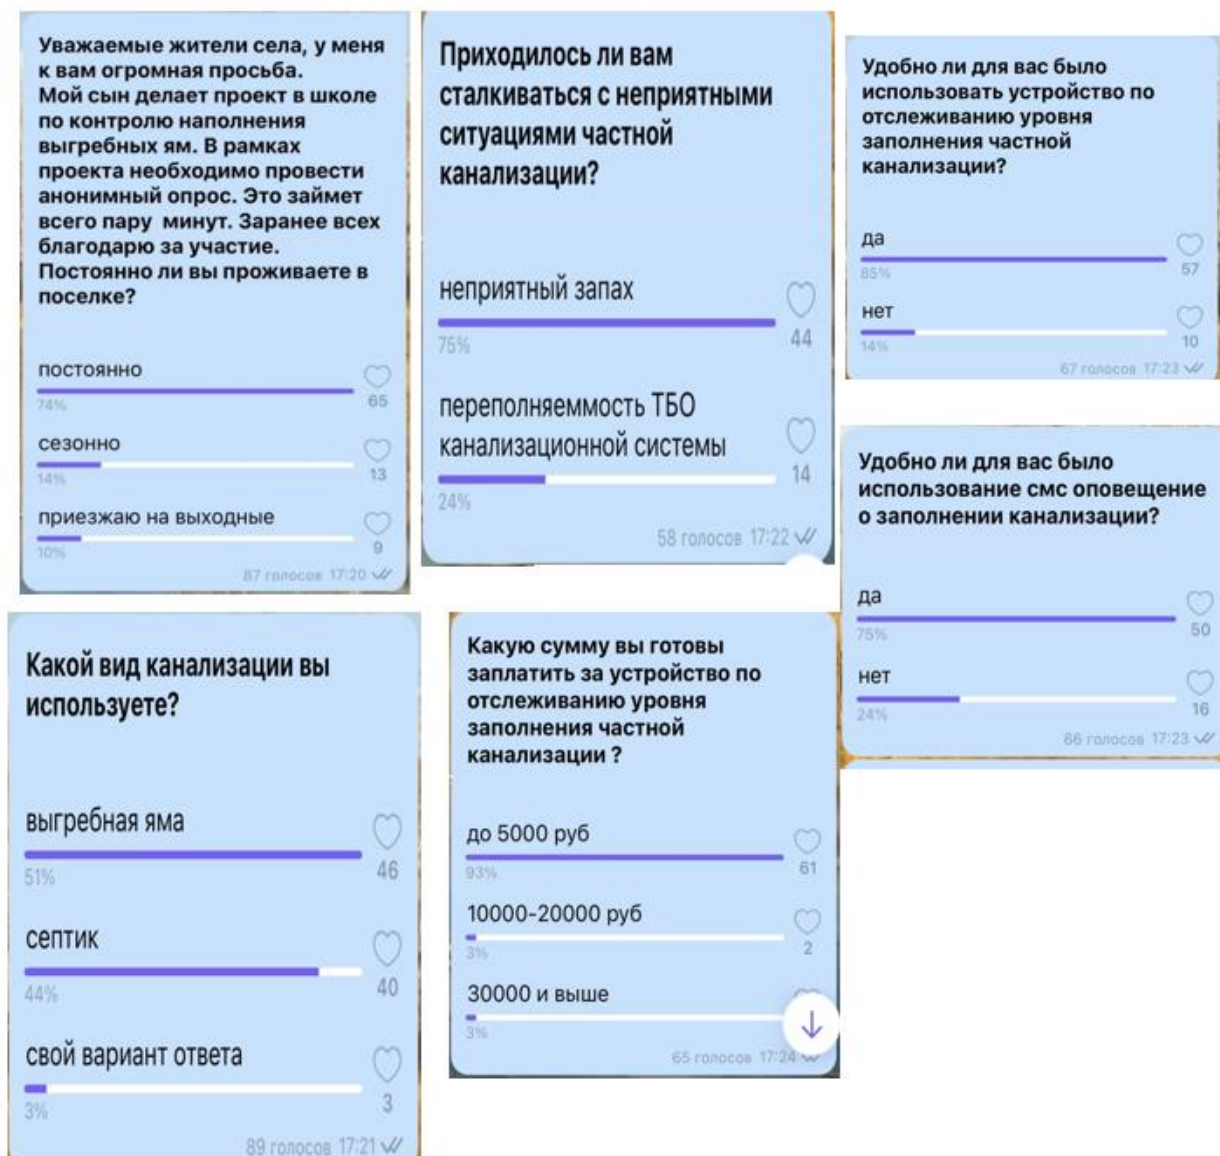 Уважаемые жители села, у меня
к вам огромная просьба.
Мой сын делает проект в школе
по контролю наполнения
выгребных ям. В рамках
проекта необходимо провести
анонимный опрос. Это займет
всего пару минут. Заранее всех
благодарю за участие.
Постоянно ли вы проживаете в
поселке?
постоянно
74%
65
сезонно
14%
13
приезжаю на выходные
10%
9
87 голосов 17:20
Приходилось ли вам
сталкиваться с неприятными
ситуациями частной
канализации?
неприятный запах
75%
44
переполняеммость ТБО
канализационной системы
24%
14
58 голосов 17:22
Удобно ли для вас было
использовать устройство по
отслеживанию уровня
заполнения частной
канализации?
да
85%
57
нет
14%
10
67 голосов 17:23
Удобно ли для вас было
использование смс оповещение
о заполнении канализации?
да
75%
50
нет
24%
16
66 голосов 17:23
Какой вид канализации вы
используете?
выгребная яма
51%
46
септик
44%
40
свой вариант ответа
3%
3
89 голосов 17:21
Какую сумму вы готовы
заплатить за устройство по
отслеживанию уровня
заполнения частной
канализации ?
до 5000 руб
93%
61
10000-20000 руб
3%
2
30000 и выше
3%
65 голосов 17:24